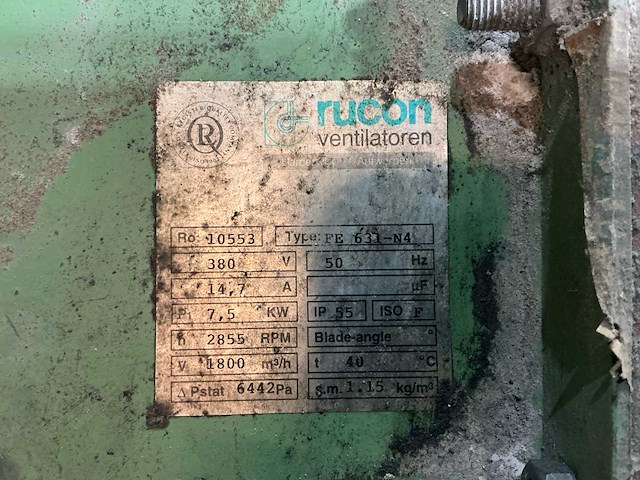 rucon
ventilatoren
Ro: 10553 Type: FE 631-N4
380 V 50 Hz
14,7 A µF
P 7,5 KW IP 55 ISO F
n 2855 RPM Blade-angle °
V 1800 m³/h t 40 °C
Δ Pstat 6442Pa s.m. 1.15 kg/m³